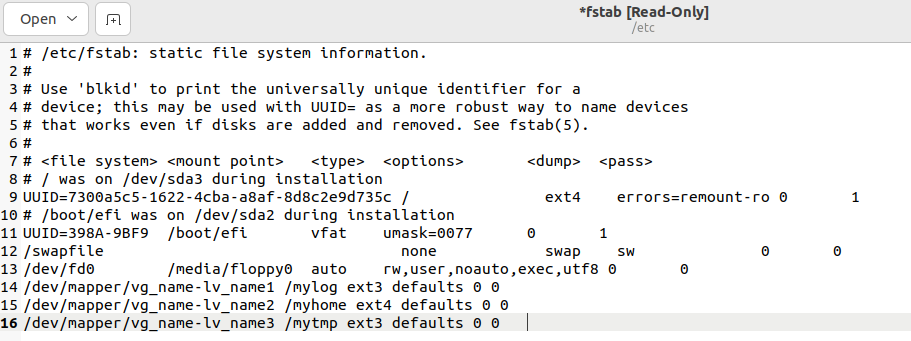 Open
*fstab [Read-Only]
/etc
1 # /etc/fstab: static file system information.
2 #
3 # Use 'blkid' to print the universally unique identifier for a
4 # device; this may be used with UUID= as a more robust way to name devices
5 # that works even if disks are added and removed. See fstab(5).
6 #
7 # <file system> <mount point>   <type>  <options>       <dump>  <pass>
8 # / was on /dev/sda3 during installation
9 UUID=7300a5c5-1622-4cba-a8af-8d8c2e9d735c /               ext4    errors=remount-ro 0       1
10 # /boot/efi was on /dev/sda2 during installation
11 UUID=398A-9BF9  /boot/efi       vfat    umask=0077      0       1
12 /swapfile                                 none            swap    sw              0       0
13 /dev/fd0        /media/floppy0  auto    rw,user,noauto,exec,utf8 0       0
14 /dev/mapper/vg_name-lv_name1 /mylog ext3 defaults 0 0
15 /dev/mapper/vg_name-lv_name2 /myhome ext4 defaults 0 0
16 /dev/mapper/vg_name-lv_name3 /mytmp ext3 defaults 0 0